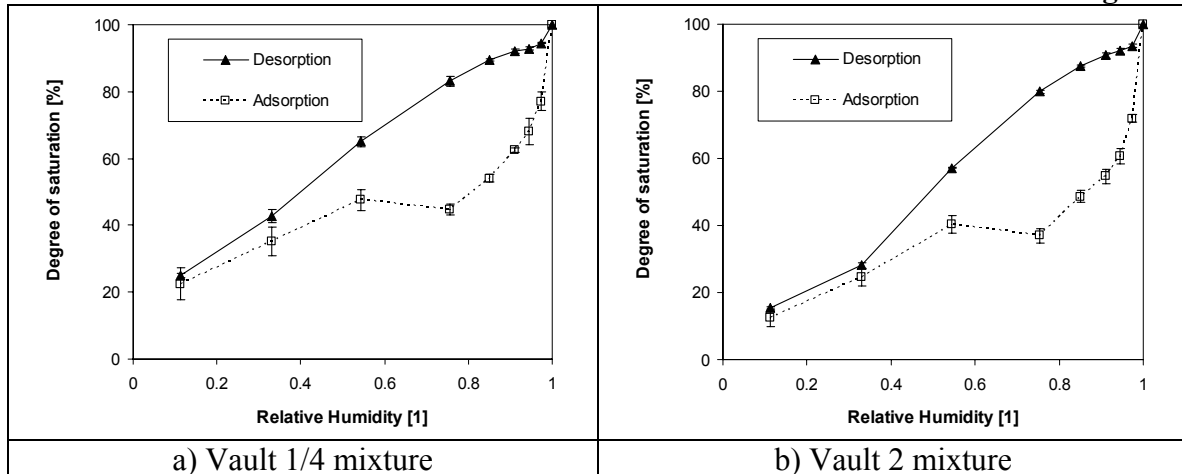 g
100
80
60
40
20
0
Degree of saturation [%]
Desorption
Adsorption
0 0.2 0.4 0.6 0.8 1
Relative Humidity [1]
a) Vault 1/4 mixture
100
80
60
40
20
0
Degree of saturation [%]
Desorption
Adsorption
0 0.2 0.4 0.6 0.8 1
Relative Humidity [1]
b) Vault 2 mixture